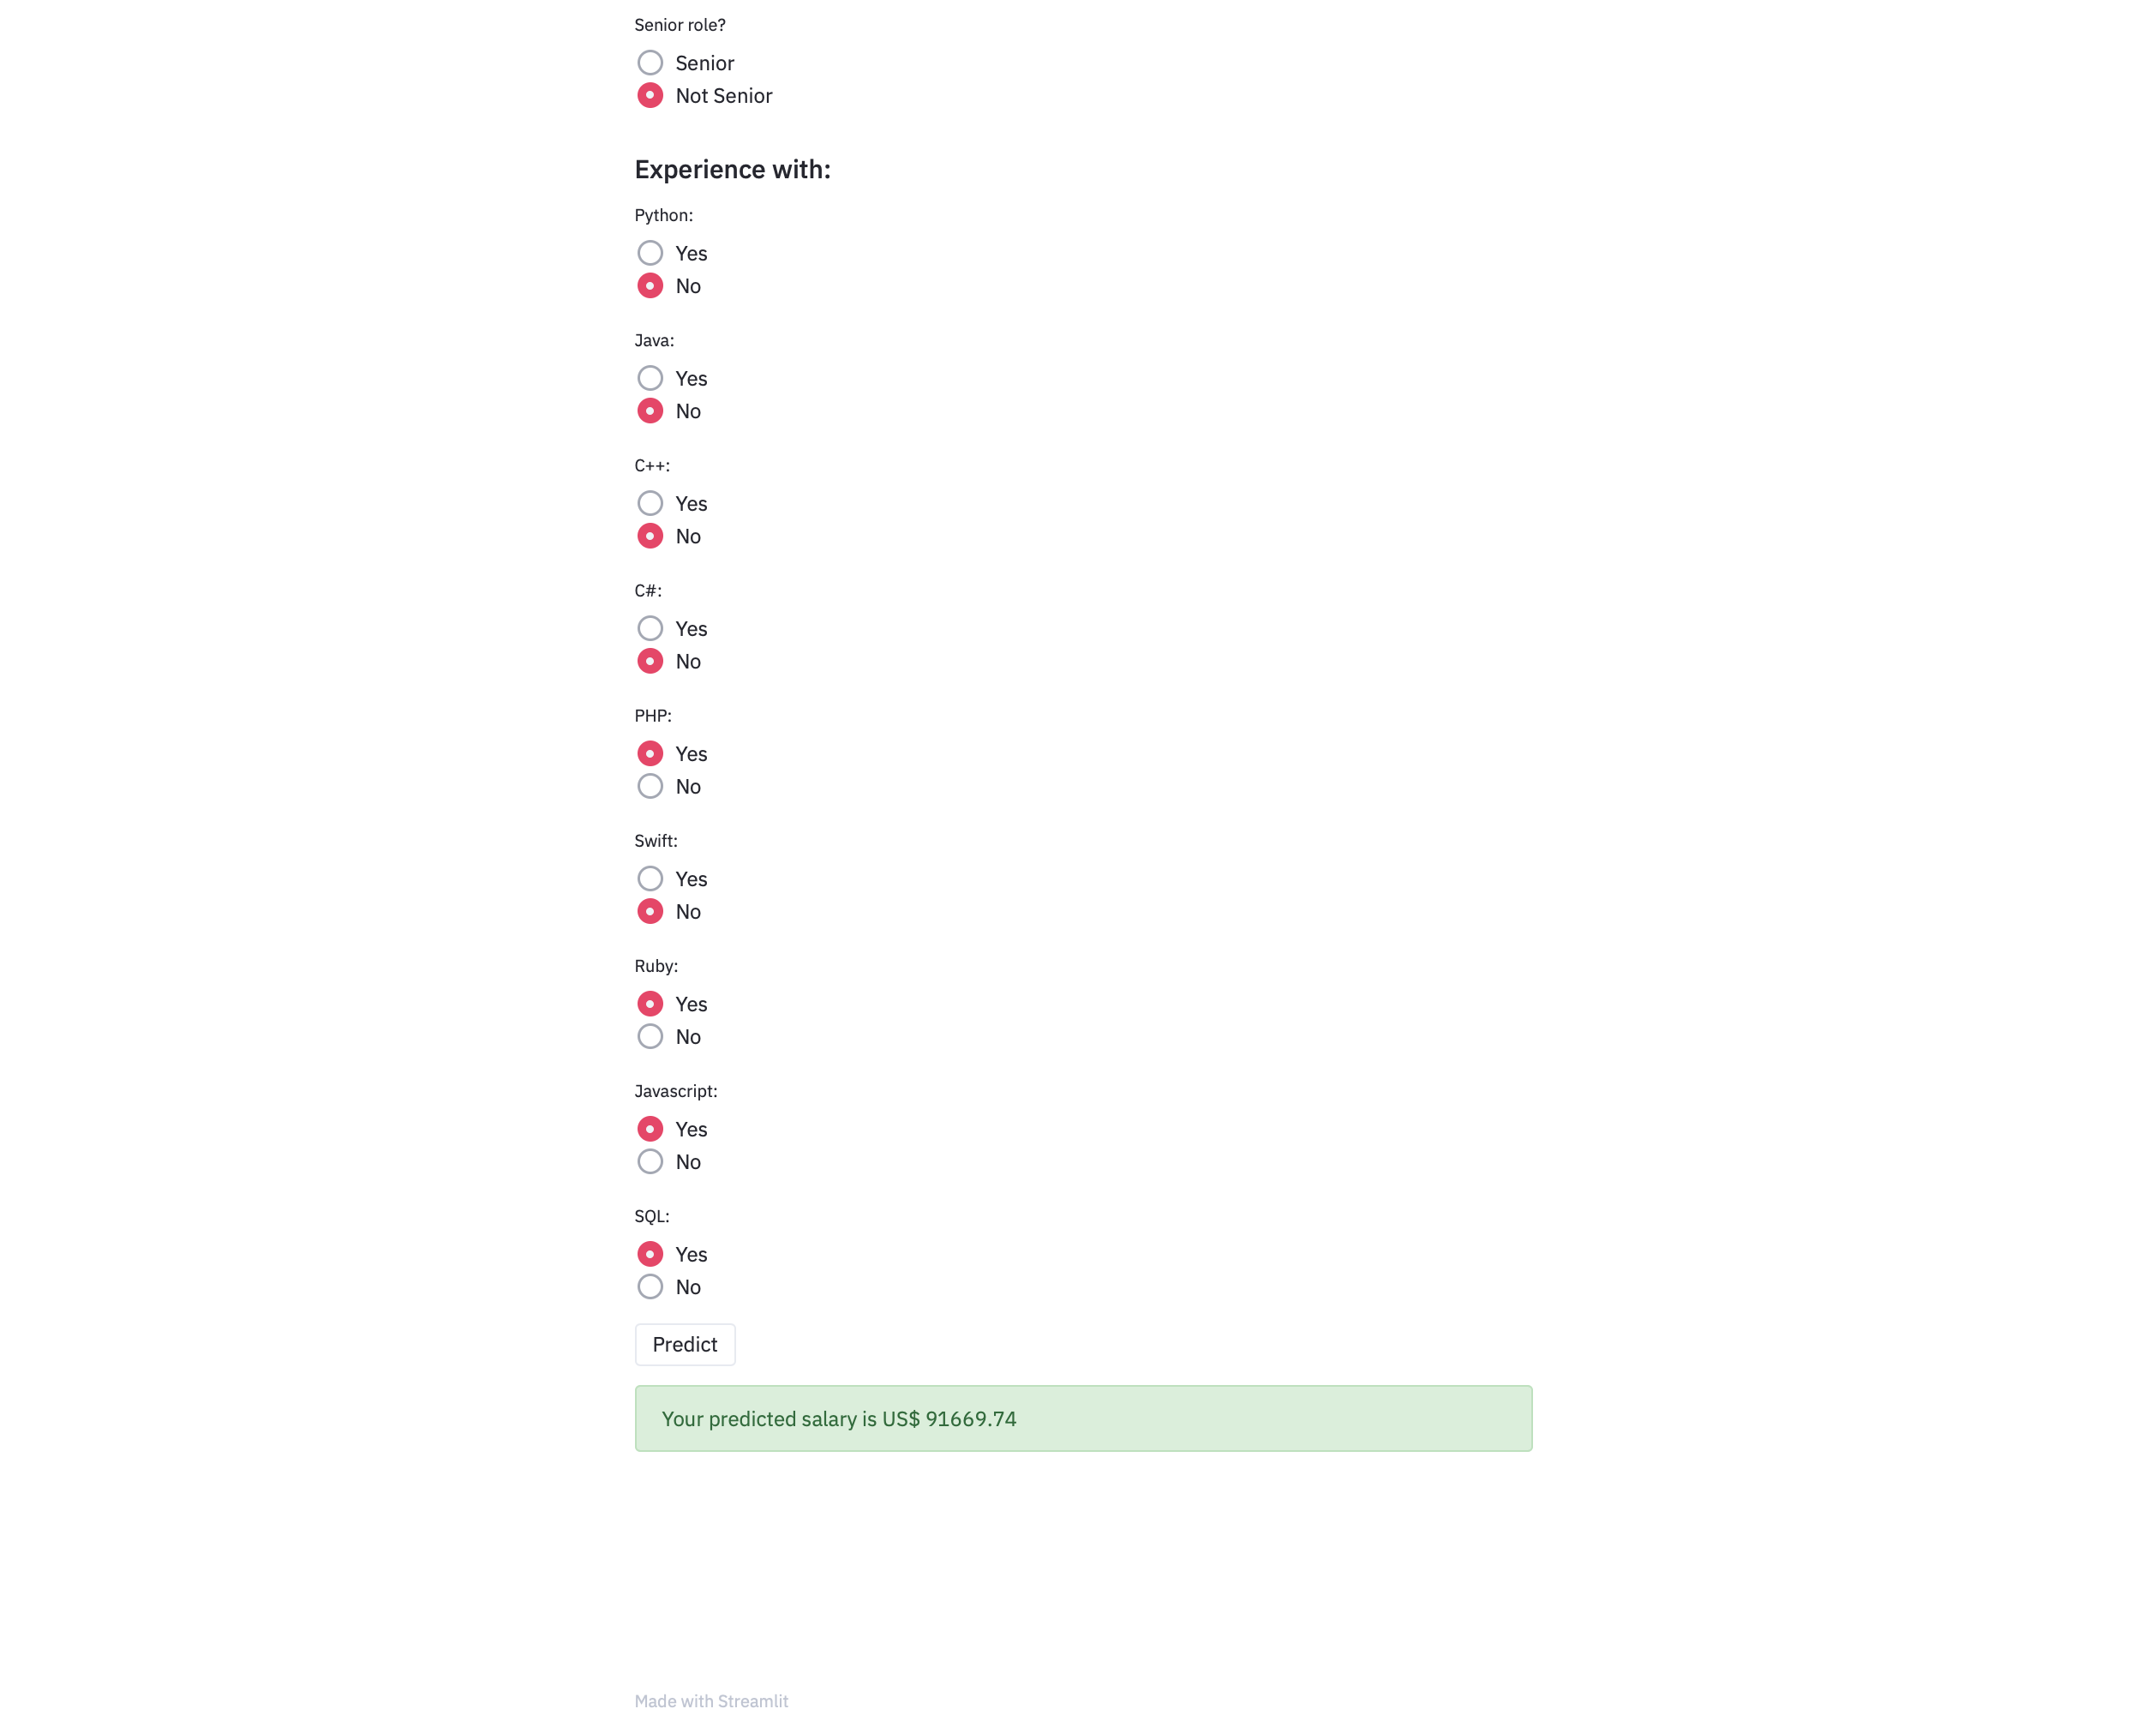 Senior role?
Senior
Not Senior
Experience with:
Python:
Yes
No
Java:
Yes
No
C++:
Yes
No
C#:
Yes
No
PHP:
Yes
No
Swift:
Yes
No
Ruby:
Yes
No
Javascript:
Yes
No
SQL:
Yes
No
Predict
Your predicted salary is US$ 91669.74
Made with Streamlit